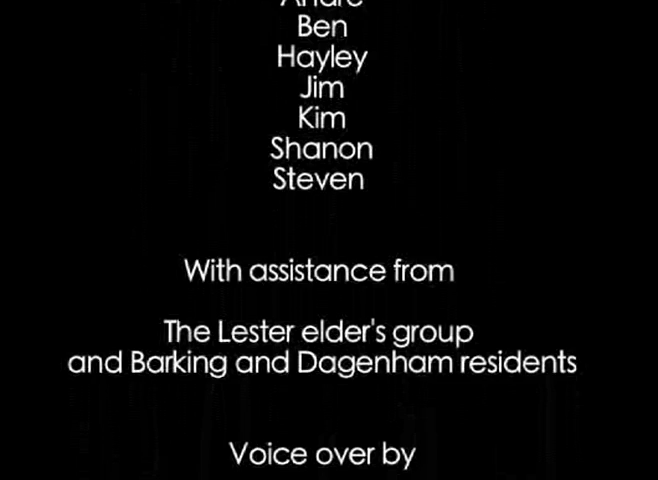 Andre
Ben
Hayley
Jim
Kim
Shanon
Steven
With assistance from
The Lester elder's group
and Barking and Dagenham residents
Voice over by